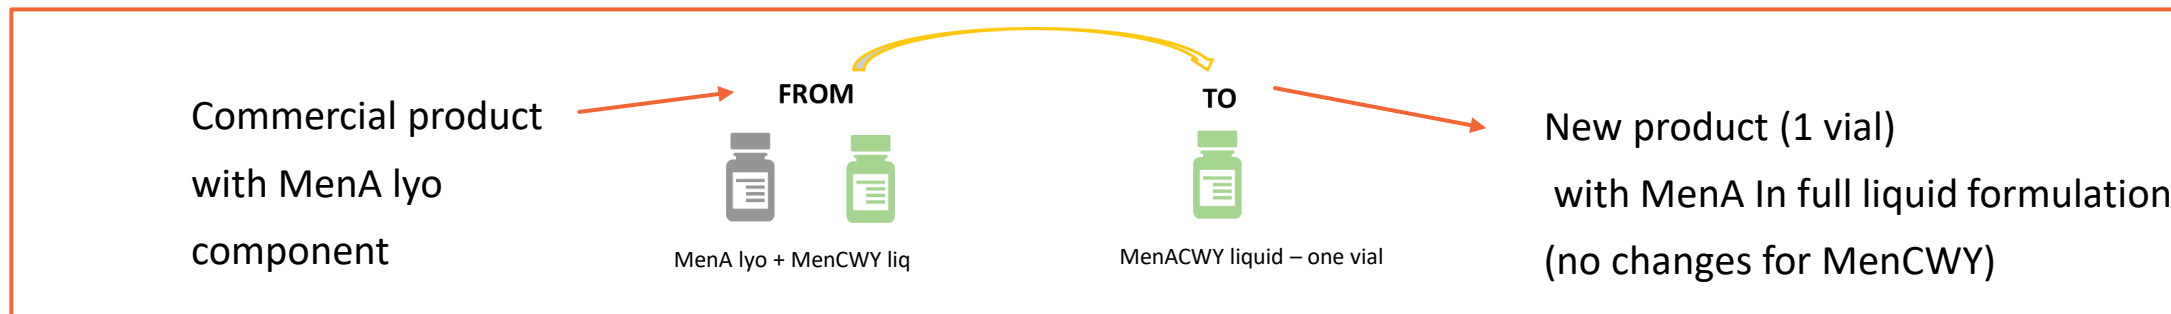 Commercial product
with MenA lyo
component
FROM
MenA lyo + MenCWY liq
TO
MenACWY liquid – one vial
New product (1 vial)
with MenA In full liquid formulation
(no changes for MenCWY)